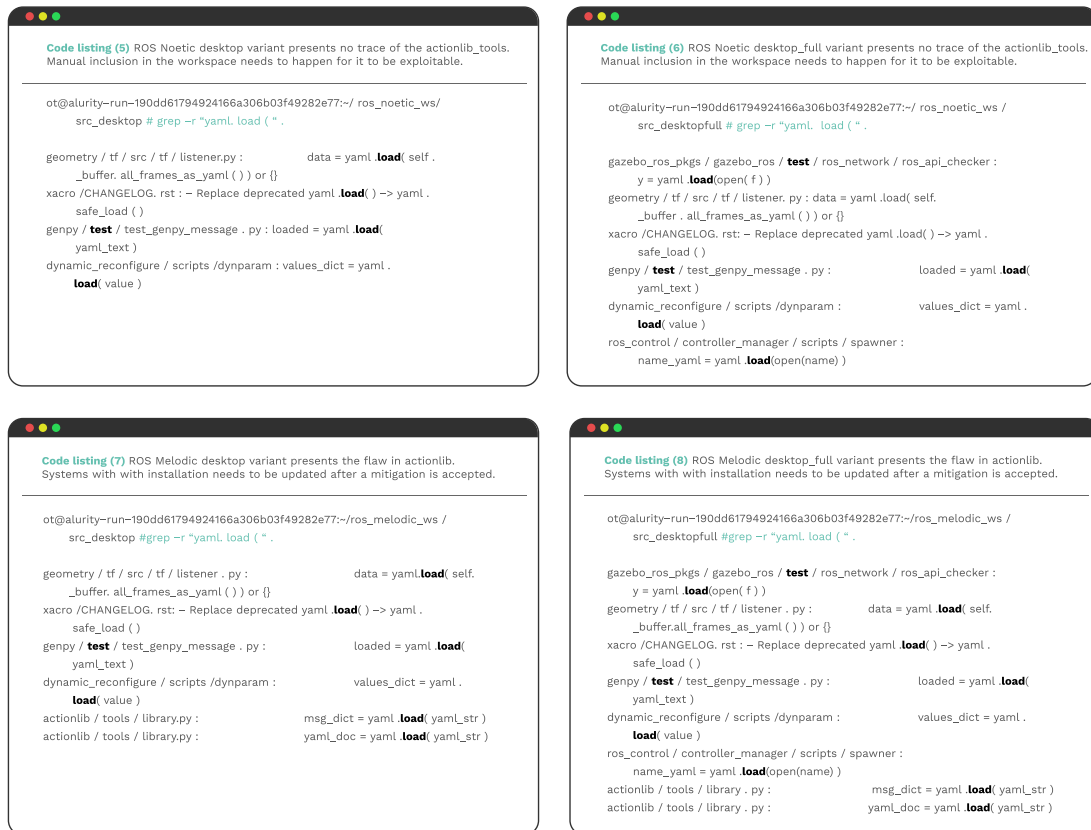 Code listing (5) ROS Noetic desktop variant presents no trace of the actionlib_tools.
Manual inclusion in the workspace needs to happen for it to be exploitable.
ot@alurity–run–190dd61794924166a306b03f49282e77:~/ ros_noetic_ws/
src_desktop # grep –r “yaml. load ( “ .
geometry / tf / src / tf / listener.py : data = yaml .load( self .
_buffer. all_frames_as_yaml ( ) ) or {}
xacro /CHANGELOG. rst : – Replace deprecated yaml .load( ) –> yaml .
safe_load ( )
genpy / test / test_genpy_message . py : loaded = yaml .load(
yaml_text )
dynamic_reconfigure / scripts /dynparam : values_dict = yaml .
load( value )
Code listing (6) ROS Noetic desktop_full variant presents no trace of the actionlib_tools.
Manual inclusion in the workspace needs to happen for it to be exploitable.
ot@alurity–run–190dd61794924166a306b03f49282e77:~/ ros_noetic_ws /
src_desktopfull # grep –r “yaml.  load ( “ .
gazebo_ros_pkgs / gazebo_ros / test / ros_network / ros_api_checker :
y = yaml .load(open( f ) )
geometry / tf / src / tf / listener. py : data = yaml .load( self.
_buffer . all_frames_as_yaml ( ) ) or {}
xacro /CHANGELOG. rst: – Replace deprecated yaml .load( ) –> yaml .
safe_load ( )
genpy / test / test_genpy_message . py : loaded = yaml .load(
yaml_text )
dynamic_reconfigure / scripts /dynparam : values_dict = yaml .
load( value )
ros_control / controller_manager / scripts / spawner :
name_yaml = yaml .load(open(name) )
Code listing (7) ROS Melodic desktop variant presents the flaw in actionlib.
Systems with with installation needs to be updated after a mitigation is accepted.
ot@alurity–run–190dd61794924166a306b03f49282e77:~/ros_melodic_ws /
src_desktop #grep –r “yaml. load ( “ .
geometry / tf / src / tf / listener . py : data = yaml.load( self.
_buffer. all_frames_as_yaml ( ) ) or {}
xacro /CHANGELOG. rst: – Replace deprecated yaml .load( ) –> yaml .
safe_load ( )
genpy / test / test_genpy_message . py : loaded = yaml .load(
yaml_text )
dynamic_reconfigure / scripts /dynparam : values_dict = yaml .
load( value )
actionlib / tools / library.py : msg_dict = yaml .load( yaml_str )
actionlib / tools / library.py : yaml_doc = yaml .load( yaml_str )
Code listing (8) ROS Melodic desktop_full variant presents the flaw in actionlib.
Systems with with installation needs to be updated after a mitigation is accepted.
ot@alurity–run–190dd61794924166a306b03f49282e77:~/ros_melodic_ws /
src_desktopfull #grep –r “yaml. load ( “ .
gazebo_ros_pkgs / gazebo_ros / test / ros_network / ros_api_checker :
y = yaml .load(open( f ) )
geometry / tf / src / tf / listener . py : data = yaml .load( self.
_buffer.all_frames_as_yaml ( ) ) or {}
xacro /CHANGELOG. rst : – Replace deprecated yaml .load( ) –> yaml .
safe_load ( )
genpy / test / test_genpy_message . py : loaded = yaml .load(
yaml_text )
dynamic_reconfigure / scripts /dynparam : values_dict = yaml .
load( value )
ros_control / controller_manager / scripts / spawner :
name_yaml = yaml .load(open(name) )
actionlib / tools / library . py : msg_dict = yaml .load( yaml_str )
actionlib / tools / library . py : yaml_doc = yaml .load( yaml_str )